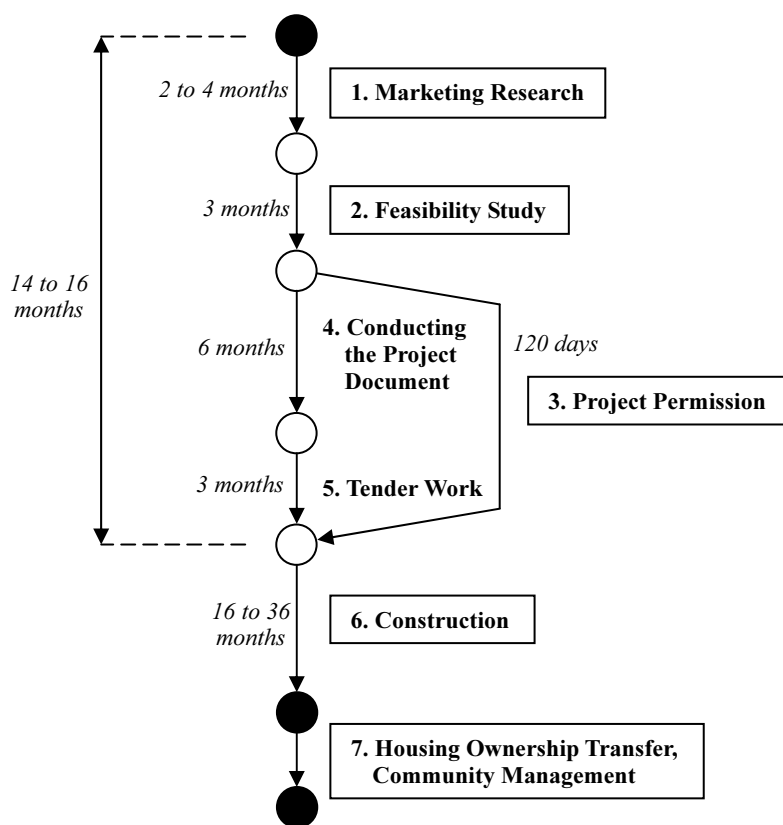 2 to 4 months
1. Marketing Research
3 months
2. Feasibility Study
14 to 16
months
6 months
4. Conducting
the Project
Document
120 days
3. Project Permission
3 months
5. Tender Work
16 to 36
months
6. Construction
7. Housing Ownership Transfer,
Community Management